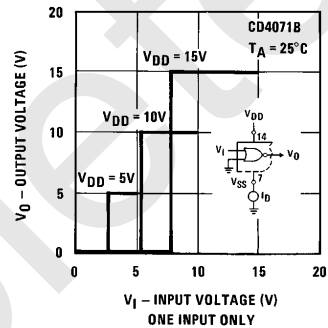 CD4071B
TA = 25°C
20
15
10
5
0
VO – OUTPUT VOLTAGE (V)
VDD = 15V
VDD = 10V
VDD = 5V
VDD
14
VI
VO
VSS
7
ID
0
5
10
15
20
VI – INPUT VOLTAGE (V)
ONE INPUT ONLY